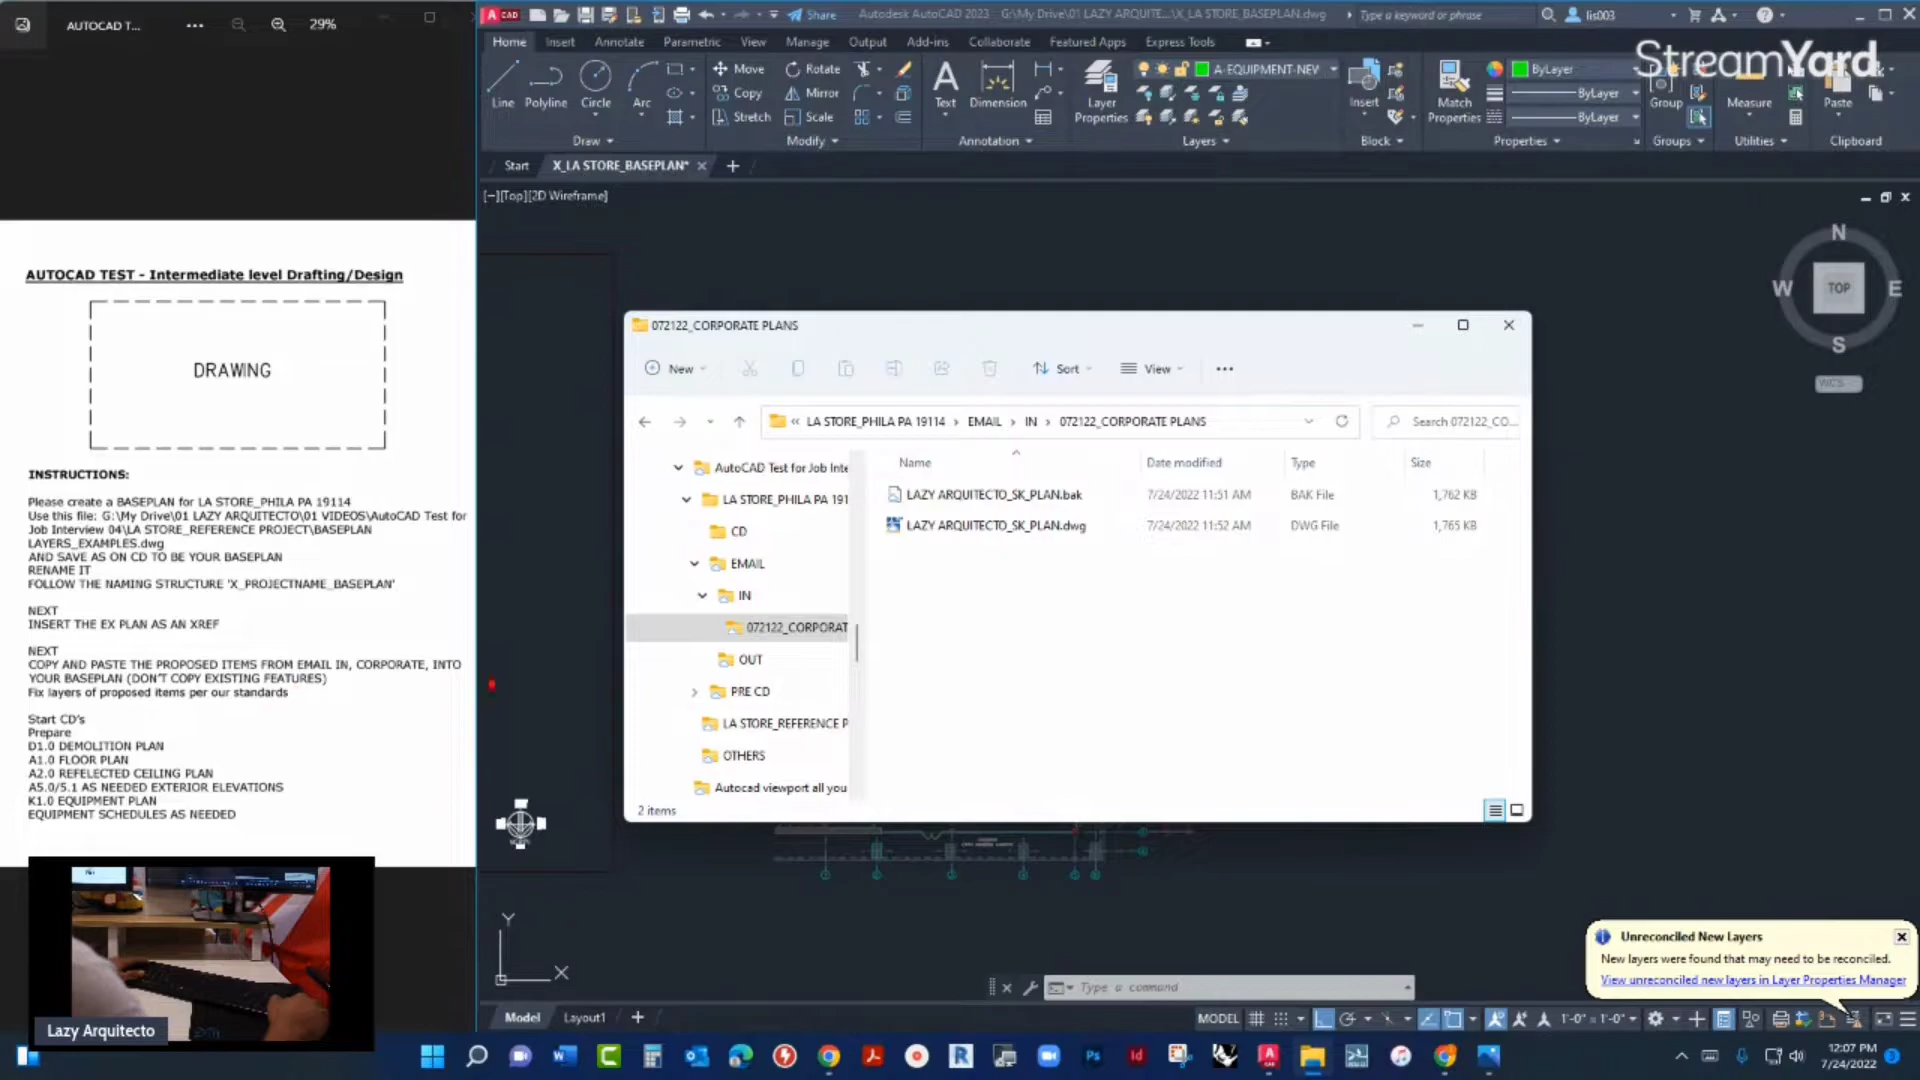 AUTOCAD T...
29%
AUTOCAD TEST - Intermediate level Drafting/Design
DRAWING
INSTRUCTIONS:
Please create a BASEPLAN for LA STORE_PHILA PA 19114
Use this file: G:\My Drive\01 LAZY ARQUITECTO\01 VIDEOS\AutoCAD Test for
Job Interview 04\LA STORE_REFERENCE PROJECT\BASEPLAN
LAYERS_EXAMPLES.dwg
AND SAVE AS ON CD TO BE YOUR BASEPLAN
RENAME IT
FOLLOW THE NAMING STRUCTURE 'X_PROJECTNAME_BASEPLAN'
NEXT
INSERT THE EX PLAN AS AN XREF
NEXT
COPY AND PASTE THE PROPOSED ITEMS FROM EMAIL IN, CORPORATE, INTO
YOUR BASEPLAN (DON'T COPY EXISTING FEATURES)
Fix layers of proposed items per our standards
Start CD's
Prepare
D1.0 DEMOLITION PLAN
A1.0 FLOOR PLAN
A2.0 REFELECTED CEILING PLAN
A5.0/5.1 AS NEEDED EXTERIOR ELEVATIONS
K1.0 EQUIPMENT PLAN
EQUIPMENT SCHEDULES AS NEEDED
Lazy Arquitecto
A CAD
Share
Autodesk AutoCAD 2023 G:\My Drive\01 LAZY ARQUITE...\X_LA STORE_BASEPLAN.dwg
Type a keyword or phrase
lis003
Home Insert Annotate Parametric View Manage Output Add-ins Collaborate Featured Apps Express Tools
StreamYard
Line Polyline Circle Arc
Move Rotate
Copy Mirror
Stretch Scale
Text Dimension
Layer Properties
A-EQUIPMENT-NEW
Insert
Match Properties
ByLayer
ByLayer
ByLayer
Group
Measure
Paste
Draw Modify Annotation Layers Block Properties Groups Utilities Clipboard
Start X_LA STORE_BASEPLAN*
[−][Top][2D Wireframe]
N
W TOP E
S
WCS
072122_CORPORATE PLANS
New Sort View
« LA STORE_PHILA PA 19114 › EMAIL › IN › 072122_CORPORATE PLANS
Search 072122_CO...
Name Date modified Type Size
LAZY ARQUITECTO_SK_PLAN.bak 7/24/2022 11:51 AM BAK File 1,762 KB
LAZY ARQUITECTO_SK_PLAN.dwg 7/24/2022 11:52 AM DWG File 1,765 KB
AutoCAD Test for Job Inte
LA STORE_PHILA PA 191
CD
EMAIL
IN
072122_CORPORAT
OUT
PRE CD
LA STORE_REFERENCE P
OTHERS
Autocad viewport all you
2 items
Y
X
Unreconciled New Layers
New layers were found that may need to be reconciled.
View unreconciled new layers in Layer Properties Manager
Type a command
Model Layout1 +
MODEL
1'-0" = 1'-0"
12:07 PM
7/24/2022